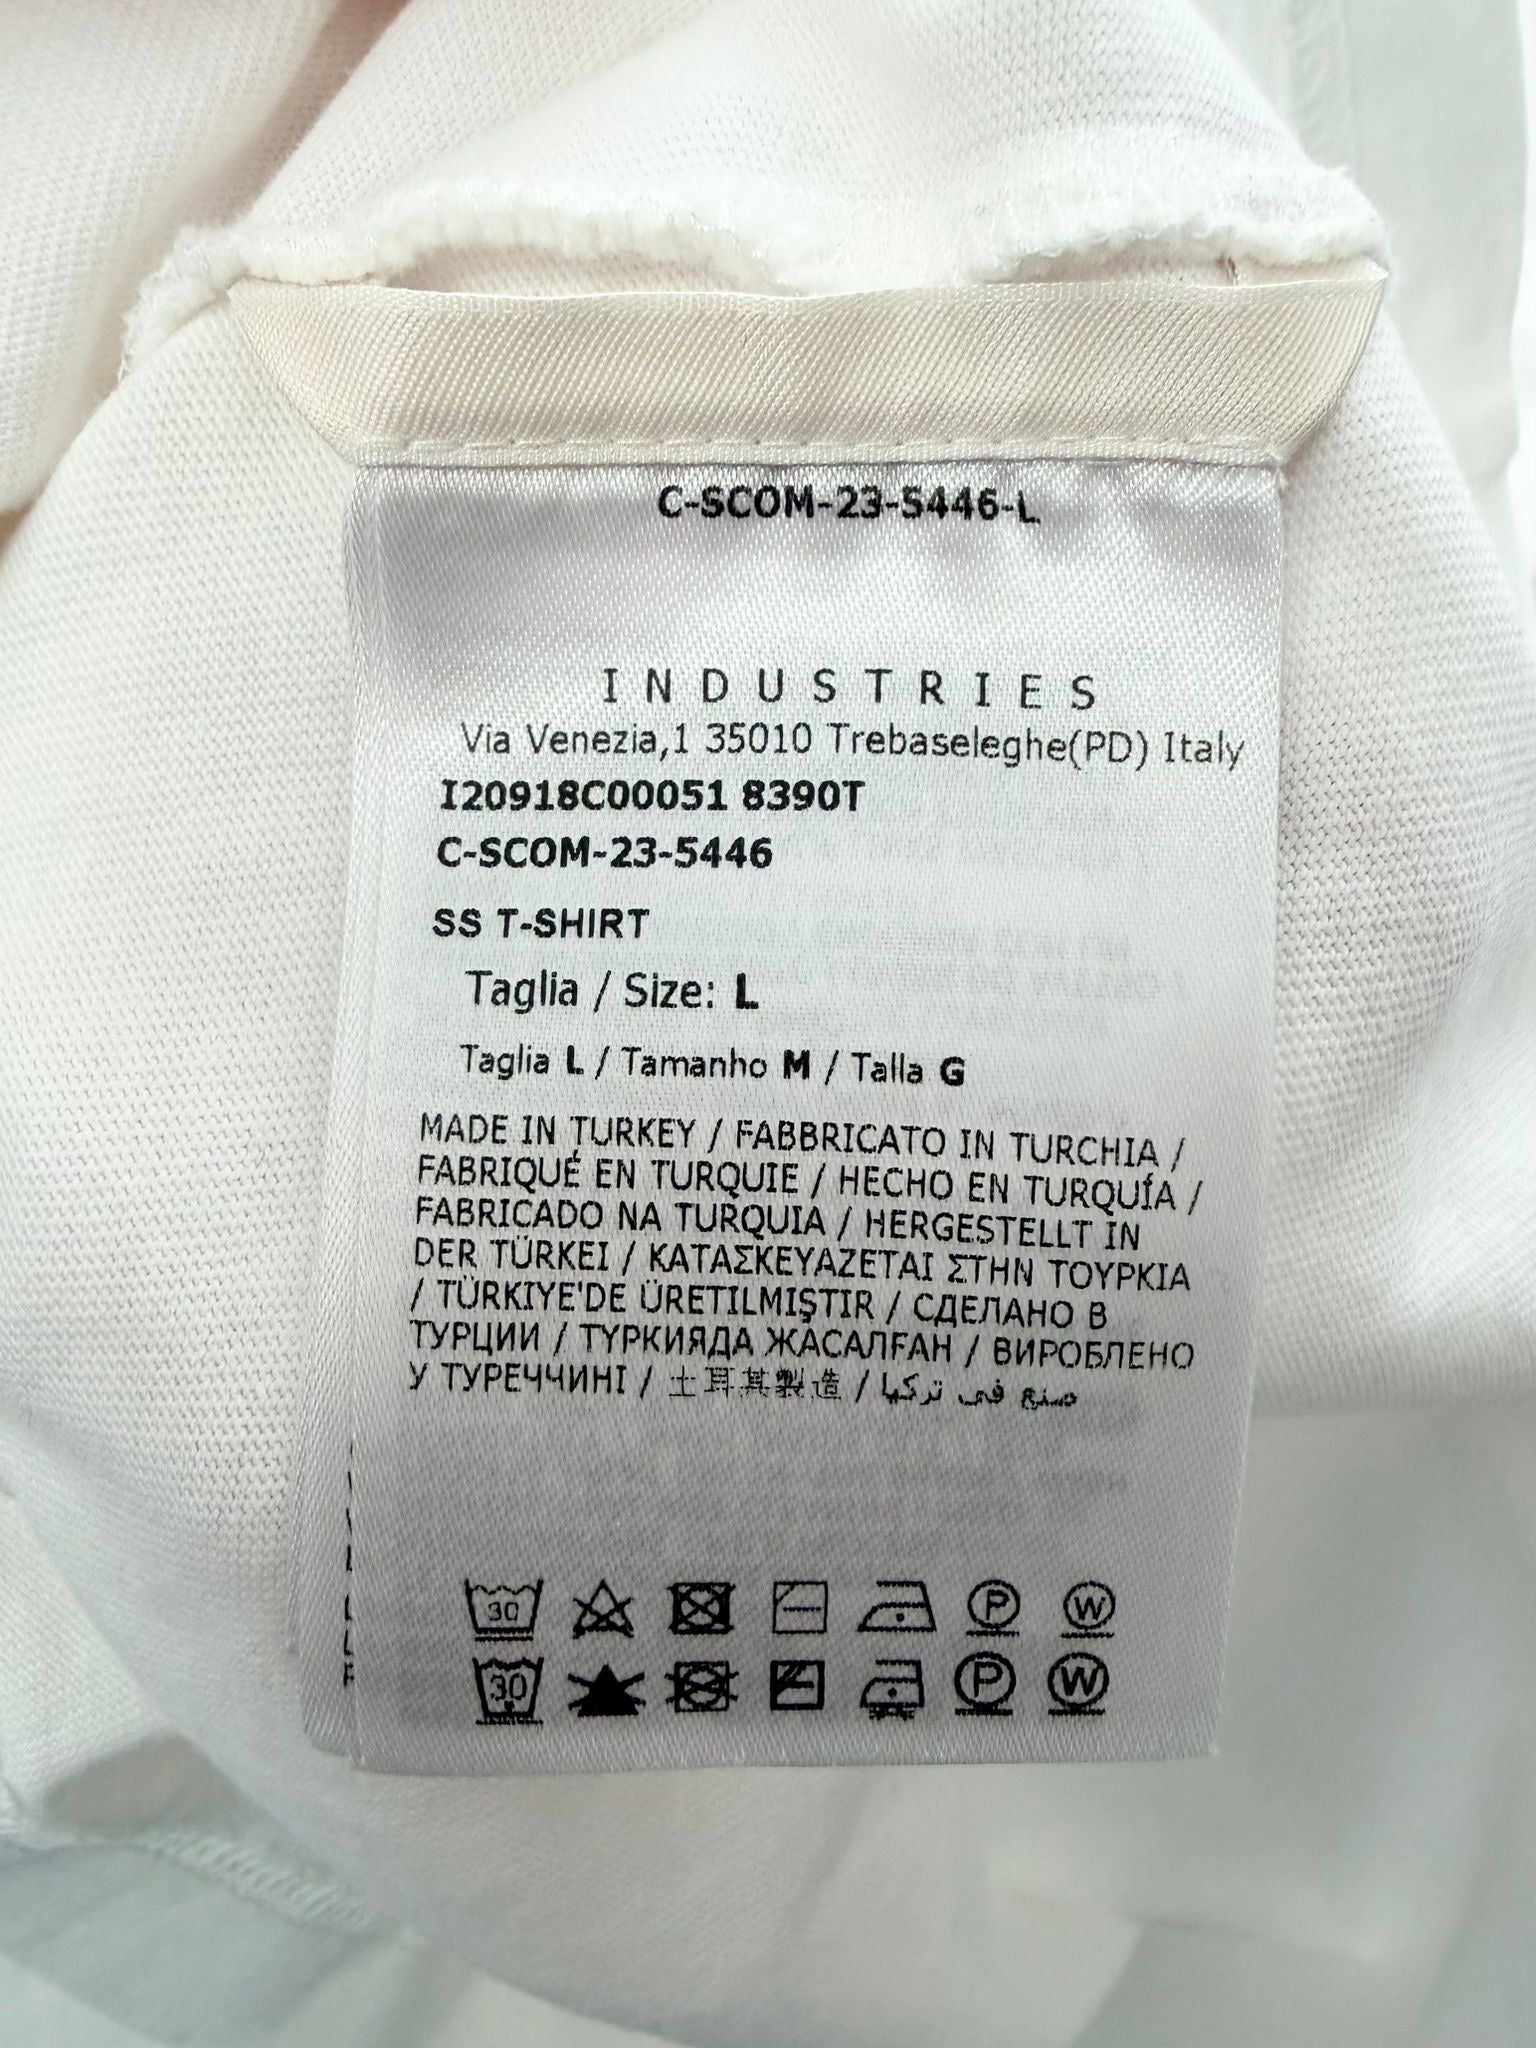 C-SCOM-23-5446-L
INDUSTRIES
Via Venezia,1 35010 Trebaseleghe(PD) Italy
I20918C00051 8390T
C-SCOM-23-5446
SS T-SHIRT
Taglia / Size: L
Taglia L / Tamanho M / Talla G
MADE IN TURKEY / FABBRICATO IN TURCHIA /
FABRIQUÉ EN TURQUIE / HECHO EN TURQUÍA /
FABRICADO NA TURQUIA / HERGESTELLT IN
DER TÜRKEI / ΚΑΤΑΣΚΕΥΑΖΕΤΑΙ ΣΤΗΝ ΤΟΥΡΚΙΑ
/ TÜRKIYE'DE ÜRETILMIŞTIR / СДЕЛАНО В
ТУРЦИИ / ТҮРКИЯДА ЖАСАЛҒАН / ВИРОБЛЕНО
У ТУРЕЧЧИНІ / 土耳其製造 / صنع في تركيا
30 P W
30 P W